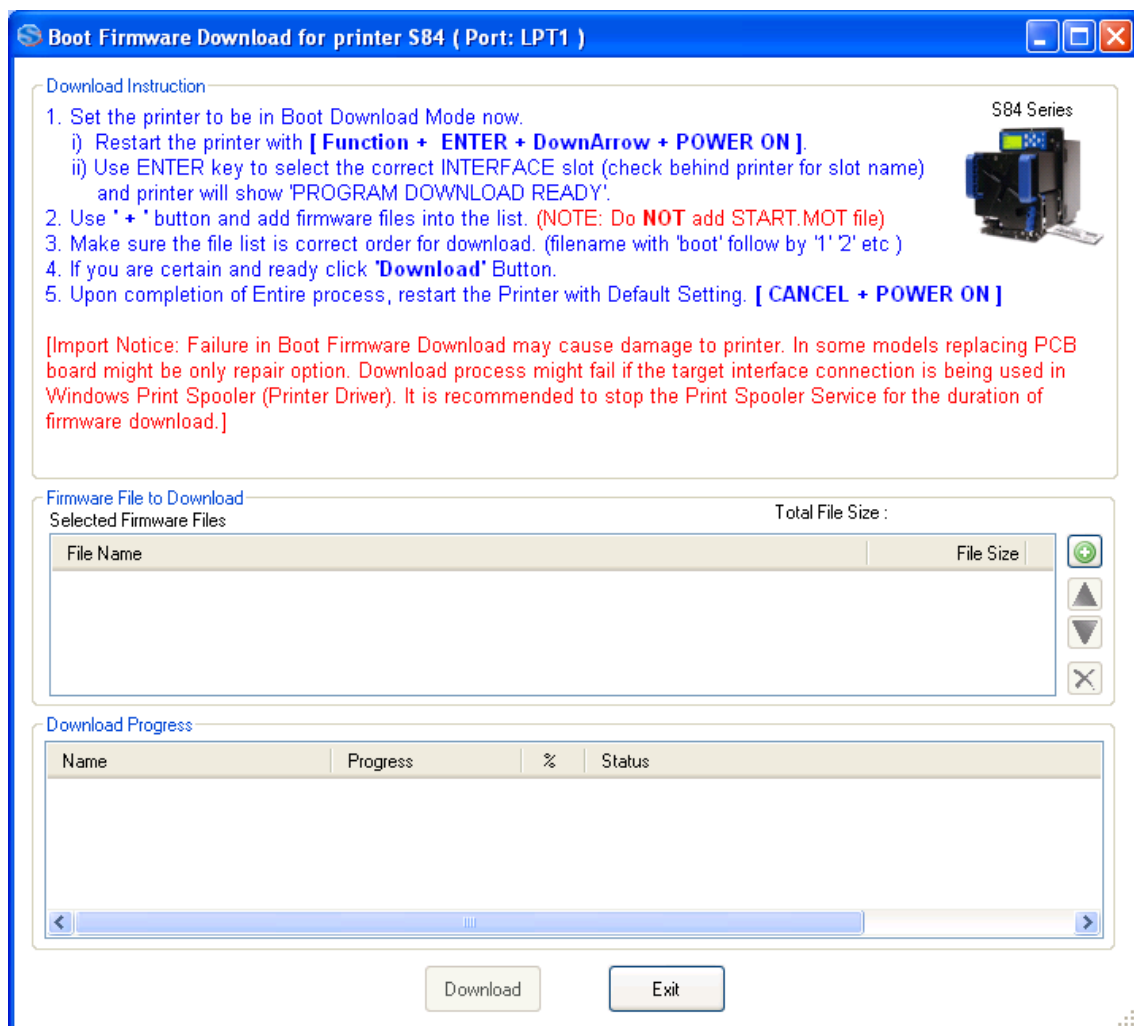 Boot Firmware Download for printer S84 ( Port: LPT1 )
Download Instruction
S84 Series
1. Set the printer to be in Boot Download Mode now.
i) Restart the printer with [ Function + ENTER + DownArrow + POWER ON ].
ii) Use ENTER key to select the correct INTERFACE slot (check behind printer for slot name)
and printer will show 'PROGRAM DOWNLOAD READY'.
2. Use ' + ' button and add firmware files into the list. (NOTE: Do NOT add START.MOT file)
3. Make sure the file list is correct order for download. (filename with 'boot' follow by '1' '2' etc )
4. If you are certain and ready click 'Download' Button.
5. Upon completion of Entire process, restart the Printer with Default Setting. [ CANCEL + POWER ON ]
[Import Notice: Failure in Boot Firmware Download may cause damage to printer. In some models replacing PCB
board might be only repair option. Download process might fail if the target interface connection is being used in
Windows Print Spooler (Printer Driver). It is recommended to stop the Print Spooler Service for the duration of
firmware download.]
Firmware File to Download
Selected Firmware Files Total File Size :
File Name File Size
Download Progress
Name Progress % Status
Download Exit